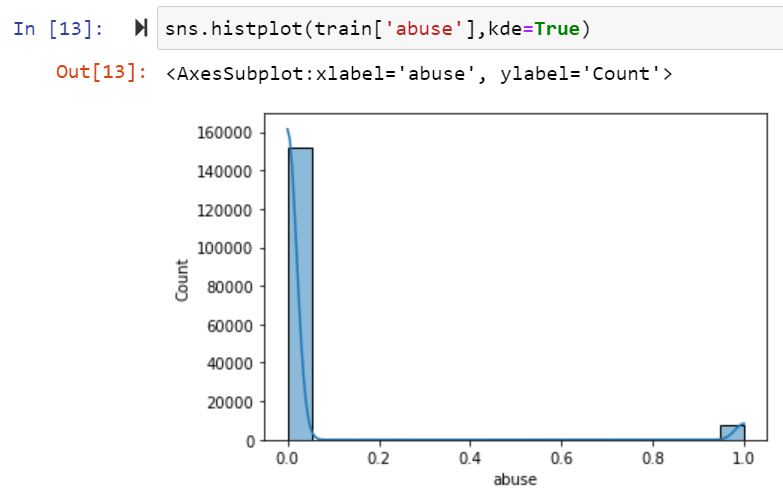 In [13]: sns.histplot(train['abuse'],kde=True)
Out[13]: <AxesSubplot:xlabel='abuse', ylabel='Count'>
160000
140000
120000
100000
80000
60000
40000
20000
0
Count
0.0 0.2 0.4 0.6 0.8 1.0
abuse